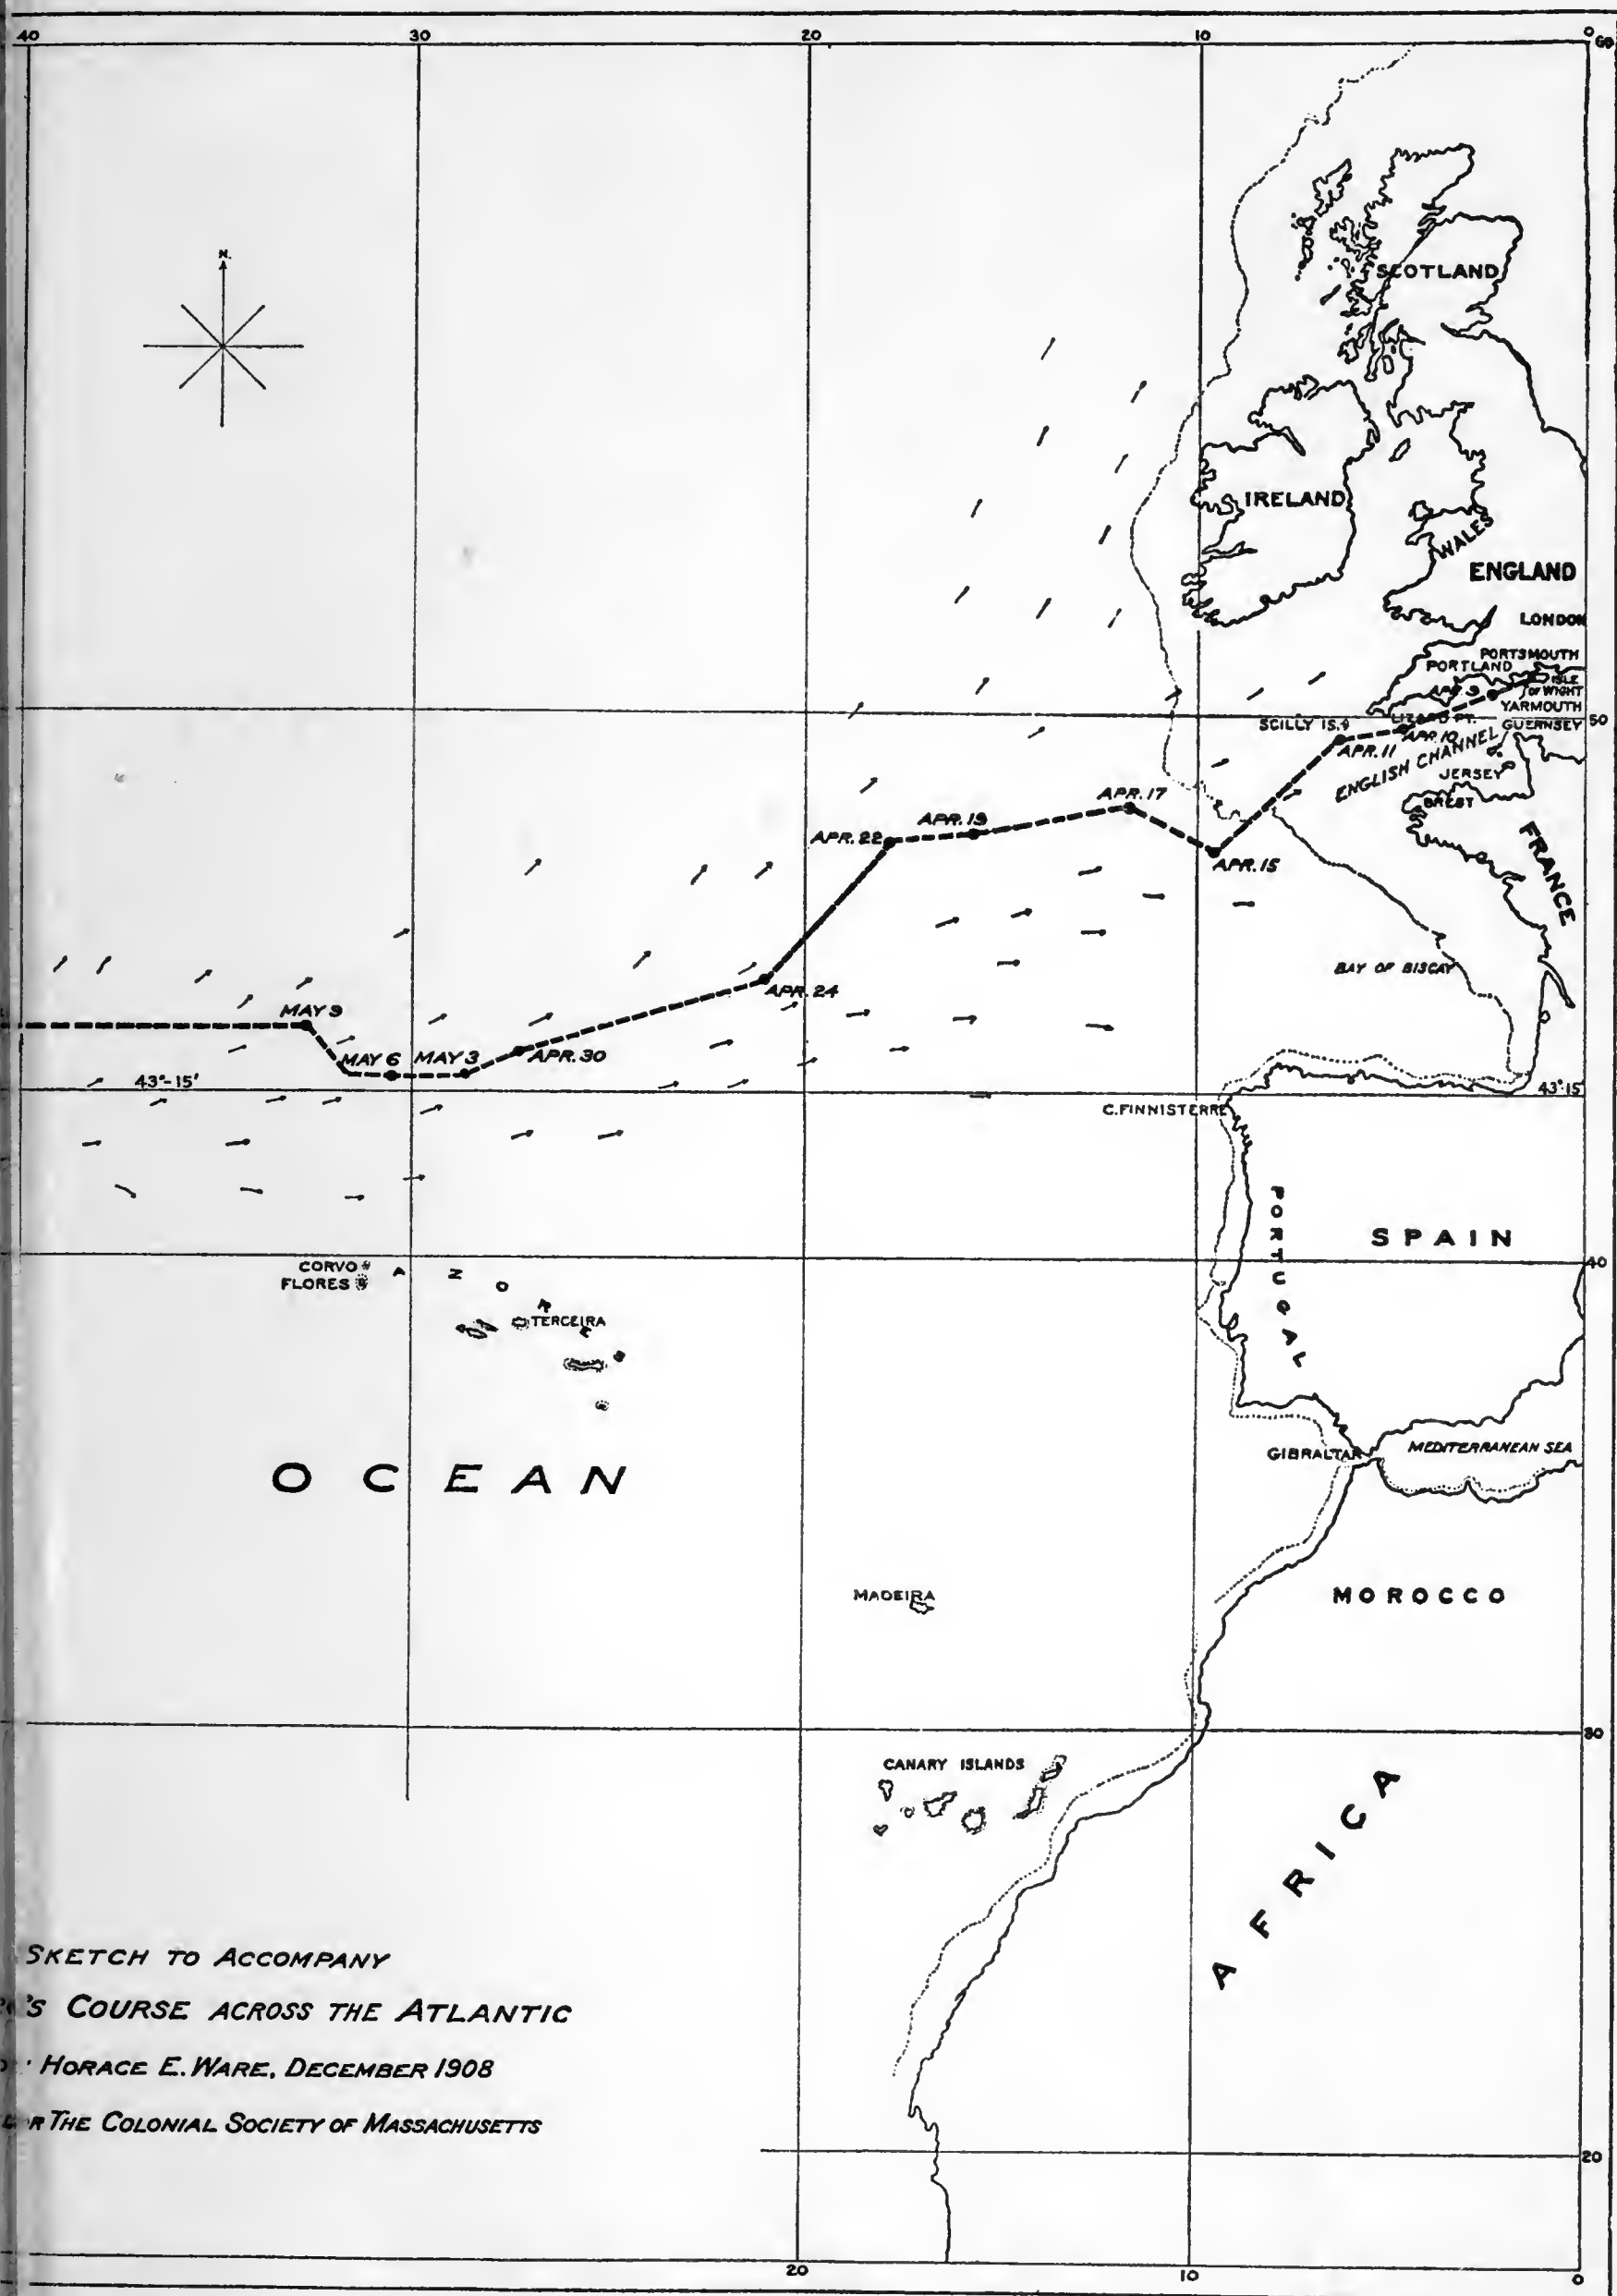 40 30 20 10 0 60
N.
SCOTLAND
IRELAND
WALES
ENGLAND
LONDON
PORTSMOUTH
PORTLAND
ISLE
OF WIGHT
APR. 9
YARMOUTH
SCILLY IS.
LIZARD PT.
GUERNSEY
50
APR. 10
APR. 11
ENGLISH CHANNEL
JERSEY
BREST
FRANCE
APR. 17
APR. 19
APR. 22
APR. 15
BAY OF BISCAY
APR. 24
MAY 9
MAY 6
MAY 3
APR. 30
43°-15'
43°15'
C. FINNISTERRE
PORTUGAL
SPAIN
40
CORVO
FLORES
AZORE
TERCEIRA
GIBRALTAR
MEDITERRANEAN SEA
OCEAN
MADEIRA
MOROCCO
30
CANARY ISLANDS
AFRICA
SKETCH TO ACCOMPANY
'S COURSE ACROSS THE ATLANTIC
HORACE E. WARE, DECEMBER 1908
THE COLONIAL SOCIETY OF MASSACHUSETTS
20
20 10 0